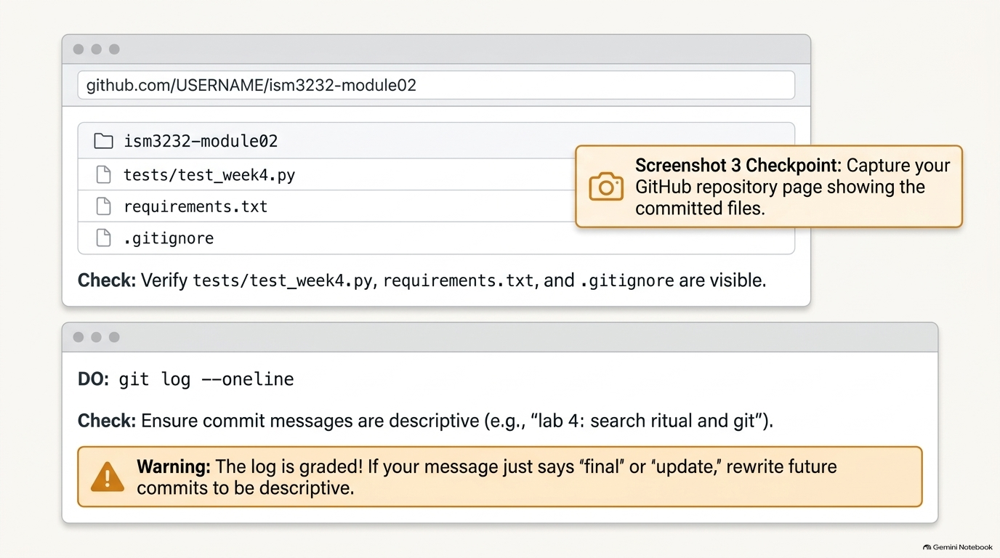 github.com/USERNAME/ism3232-module02
ism3232-module02
tests/test_week4.py
requirements.txt
.gitignore
Screenshot 3 Checkpoint: Capture your
GitHub repository page showing the
committed files.
Check: Verify tests/test_week4.py, requirements.txt, and .gitignore are visible.
DO: git log --oneline
Check: Ensure commit messages are descriptive (e.g., “lab 4: search ritual and git”).
Warning: The log is graded! If your message just says “final” or “update,” rewrite future
commits to be descriptive.
Gemini Notebook